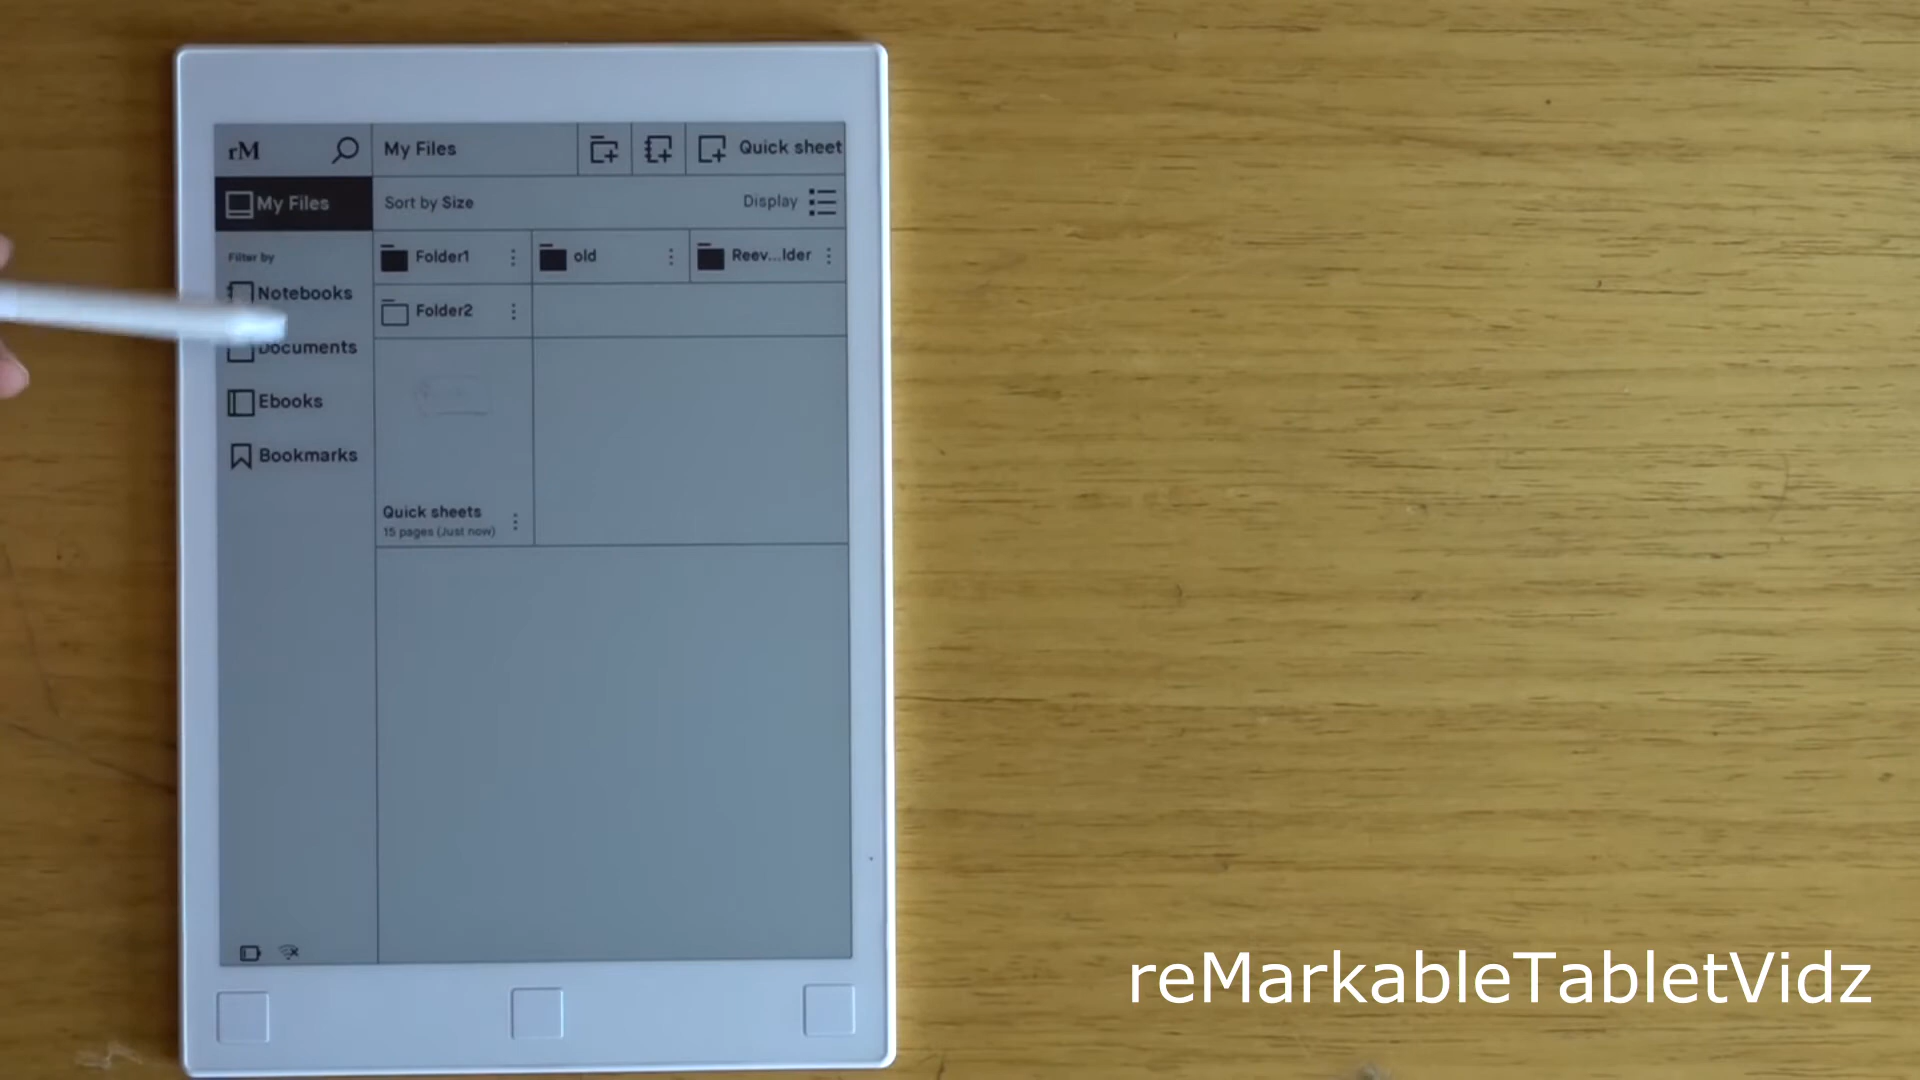 rM
My Files
Quick sheet
My Files
Sort by Size
Display
Filter by
Folder1
old
Reev...lder
Notebooks
Folder2
Documents
Ebooks
Bookmarks
Quick sheets
15 pages (Just now)
reMarkableTabletVidz